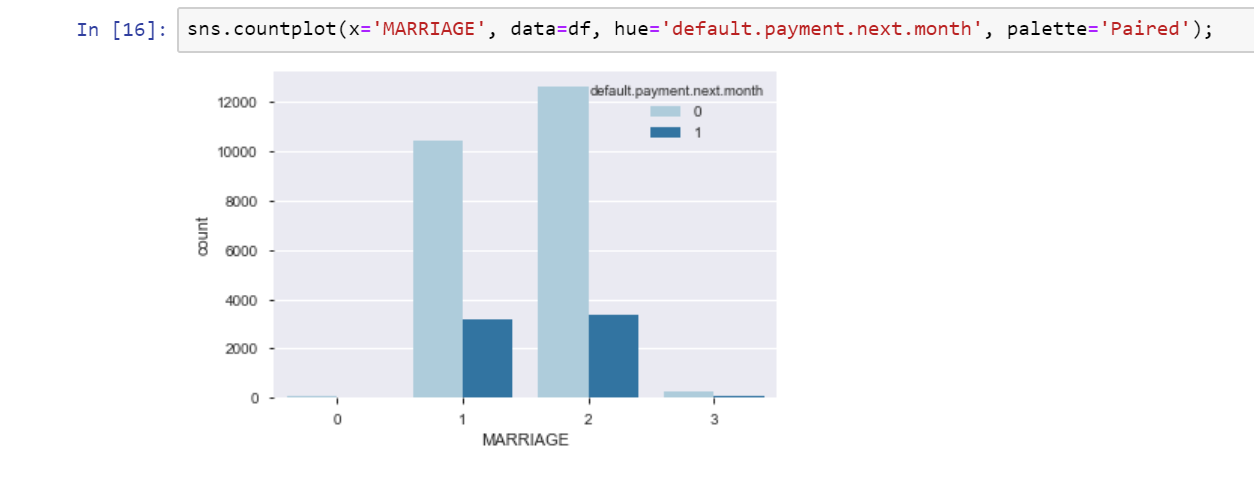 In [16]: sns.countplot(x='MARRIAGE', data=df, hue='default.payment.next.month', palette='Paired');
default.payment.next.month
0
1
12000
10000
8000
6000
4000
2000
0
count
0 1 2 3
MARRIAGE